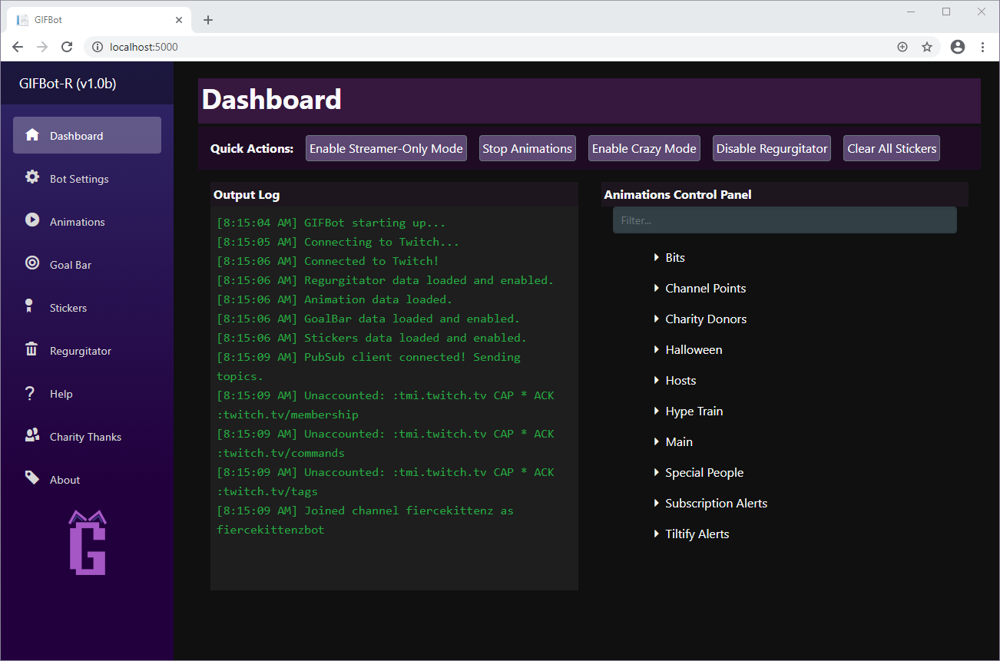 GIFBot
localhost:5000
GIFBot-R (v1.0b)
Dashboard
Bot Settings
Animations
Goal Bar
Stickers
Regurgitator
Help
Charity Thanks
About
G
Dashboard
Quick Actions: Enable Streamer-Only Mode Stop Animations Enable Crazy Mode Disable Regurgitator Clear All Stickers
Output Log
[8:15:04 AM] GIFBot starting up...
[8:15:05 AM] Connecting to Twitch...
[8:15:06 AM] Connected to Twitch!
[8:15:06 AM] Regurgitator data loaded and enabled.
[8:15:06 AM] Animation data loaded.
[8:15:06 AM] GoalBar data loaded and enabled.
[8:15:06 AM] Stickers data loaded and enabled.
[8:15:09 AM] PubSub client connected! Sending
topics.
[8:15:09 AM] Unaccounted: :tmi.twitch.tv CAP * ACK
:twitch.tv/membership
[8:15:09 AM] Unaccounted: :tmi.twitch.tv CAP * ACK
:twitch.tv/commands
[8:15:09 AM] Unaccounted: :tmi.twitch.tv CAP * ACK
:twitch.tv/tags
[8:15:09 AM] Joined channel fiercekittenz as
fiercekittenzbot
Animations Control Panel
Filter...
Bits
Channel Points
Charity Donors
Halloween
Hosts
Hype Train
Main
Special People
Subscription Alerts
Tiltify Alerts